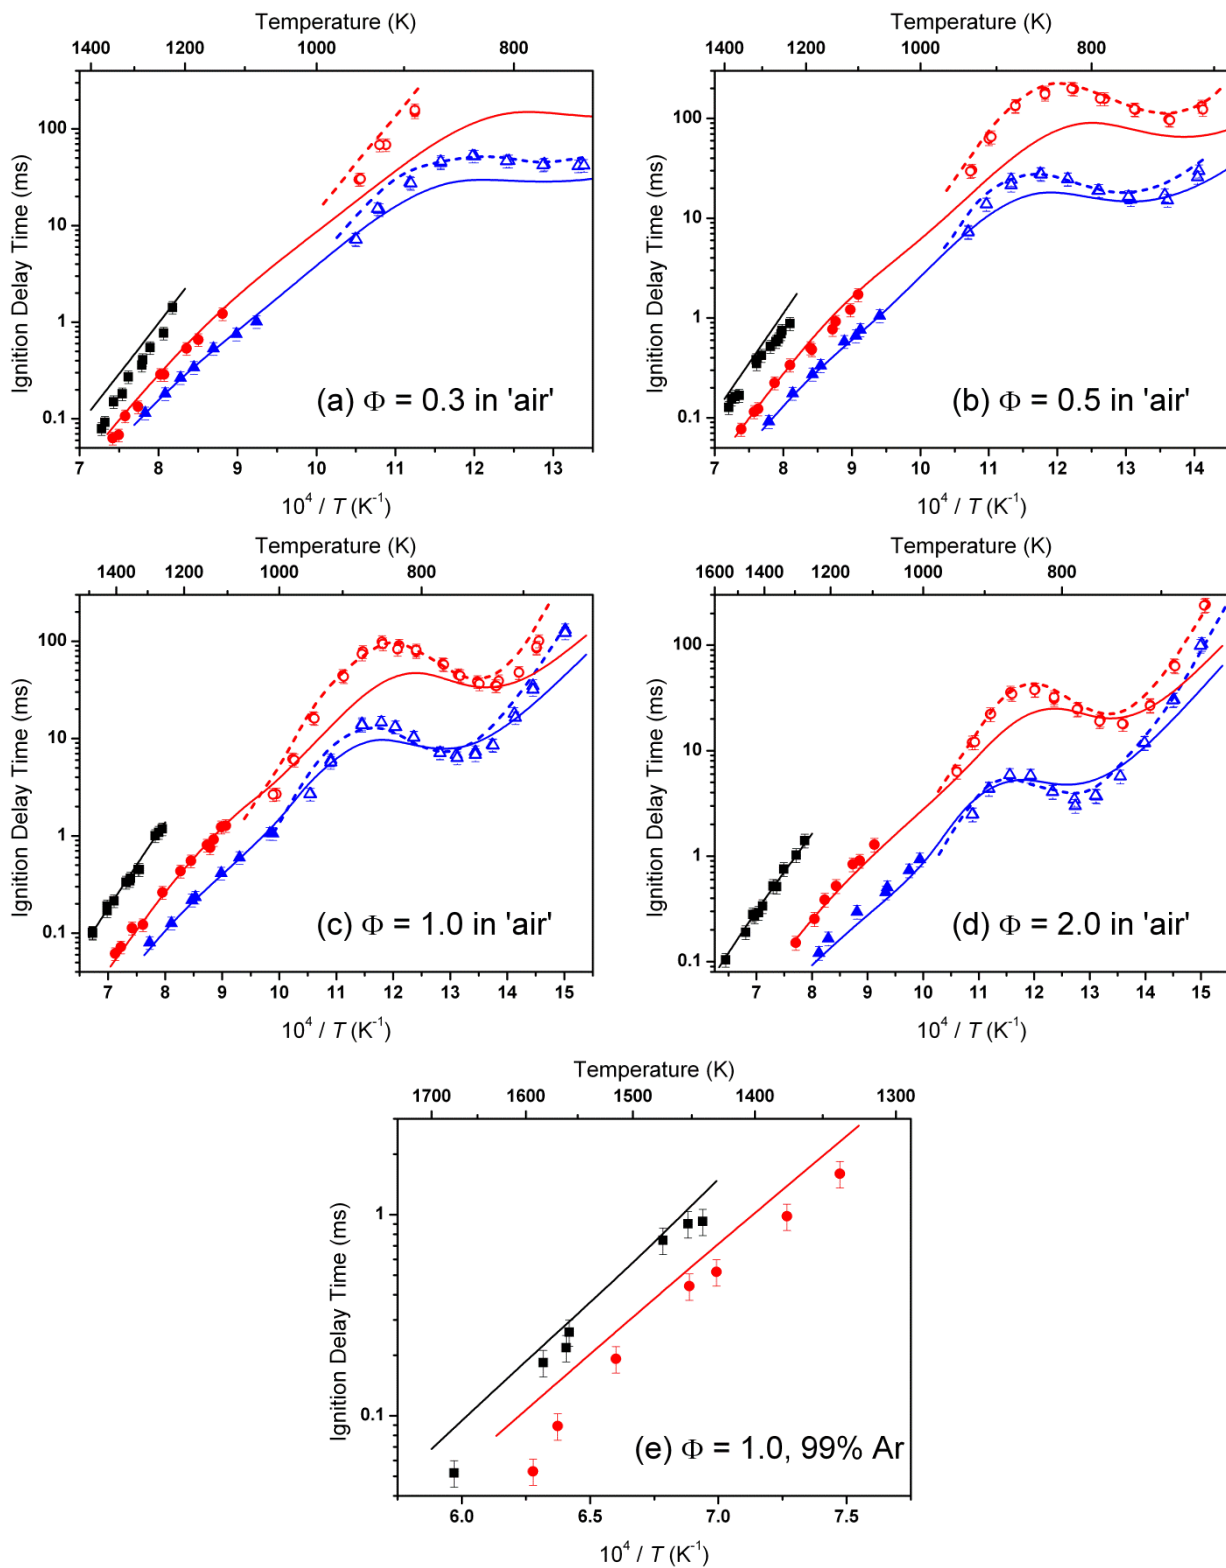 Temperature (K)
1400 1200 1000 800
Ignition Delay Time (ms)
100
10
1
0.1
(a) Φ = 0.3 in 'air'
7 8 9 10 11 12 13
10⁴ / T (K⁻¹)
Temperature (K)
1400 1200 1000 800
Ignition Delay Time (ms)
100
10
1
0.1
(b) Φ = 0.5 in 'air'
7 8 9 10 11 12 13 14
10⁴ / T (K⁻¹)
Temperature (K)
1400 1200 1000 800
Ignition Delay Time (ms)
100
10
1
0.1
(c) Φ = 1.0 in 'air'
7 8 9 10 11 12 13 14 15
10⁴ / T (K⁻¹)
Temperature (K)
1600 1400 1200 1000 800
Ignition Delay Time (ms)
100
10
1
0.1
(d) Φ = 2.0 in 'air'
7 8 9 10 11 12 13 14 15
10⁴ / T (K⁻¹)
Temperature (K)
1700 1600 1500 1400 1300
Ignition Delay Time (ms)
1
0.1
(e) Φ = 1.0, 99% Ar
6.0 6.5 7.0 7.5
10⁴ / T (K⁻¹)